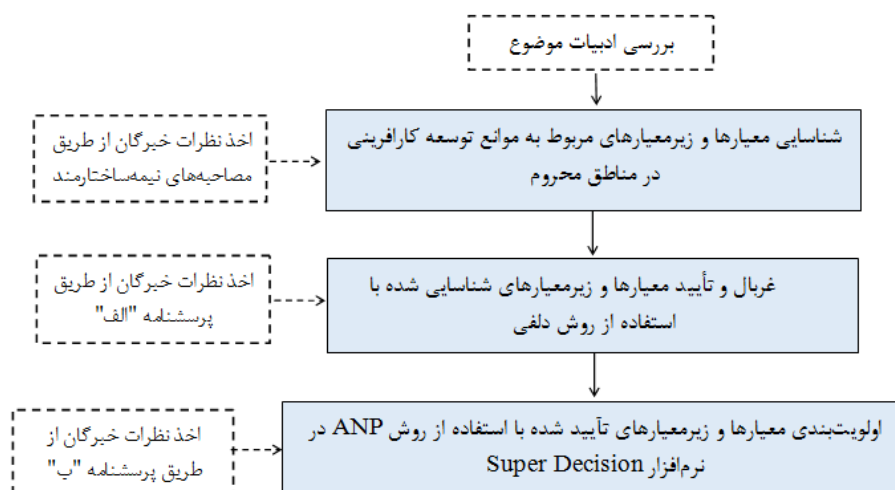 بررسی ادبیات موضوع
شناسایی معیارها و زیرمعیارهای مربوط به موانع توسعه کارافرینی
در مناطق محروم
اخذ نظرات خبرگان از طریق
مصاحبه‌های نیمه‌ساختارمند
غربال و تأیید معیارها و زیرمعیارهای شناسایی شده با
استفاده از روش دلفی
اخذ نظرات خبرگان از طریق
پرسشنامه "الف"
اولویت‌بندی معیارها و زیرمعیارهای تآیید شده با استفاده از روش ANP در
نرم‌افزار Super Decision
اخذ نظرات خبرگان از
طریق پرسشنامه "ب"